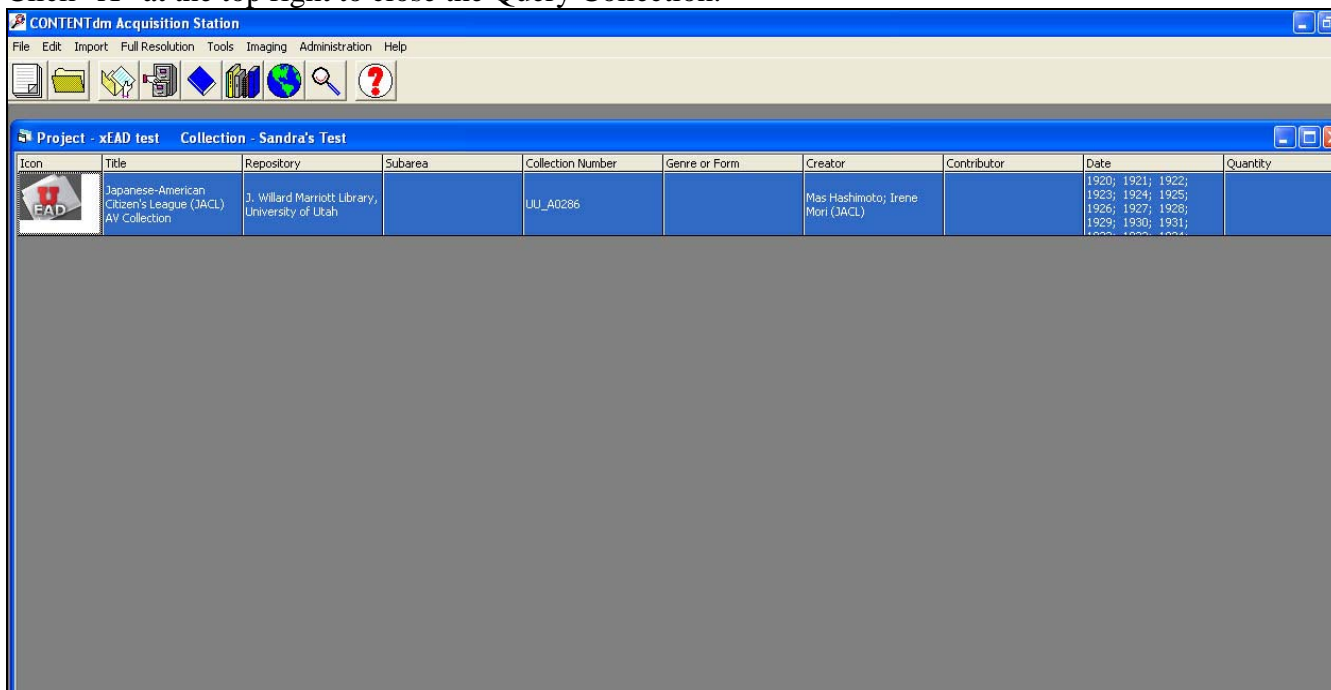 Click "X" at the top right to close the Query Collection.
CONTENTdm Acquisition Station
File Edit Import Full Resolution Tools Imaging Administration Help
Project - xEAD test Collection - Sandra's Test
Icon Title Repository Subarea Collection Number Genre or Form Creator Contributor Date Quantity
U
EAD
Japanese-American
Citizen's League (JACL)
AV Collection
J. Willard Marriott Library,
University of Utah
UU_A0286
Mas Hashimoto; Irene
Mori (JACL)
1920; 1921; 1922;
1923; 1924; 1925;
1926; 1927; 1928;
1929; 1930; 1931;